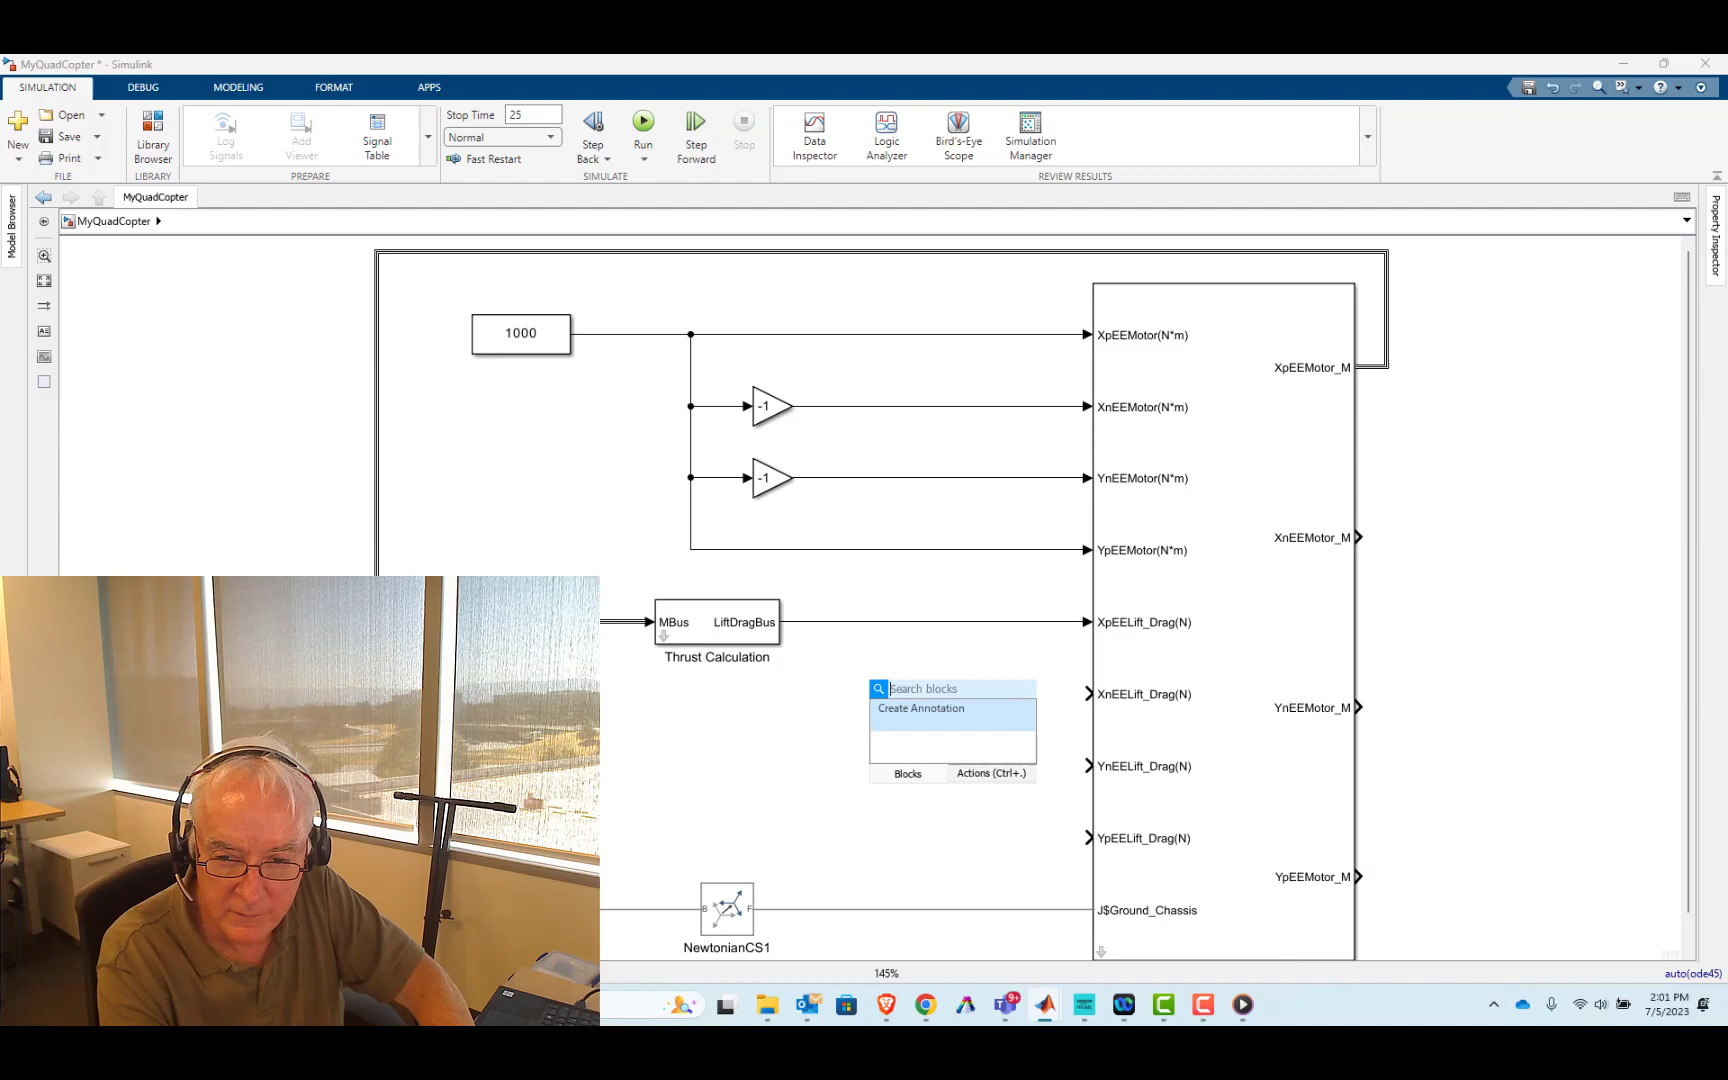 MyQuadCopter * - Simulink
SIMULATION
DEBUG
MODELING
FORMAT
APPS
New
Open
Save
Print
FILE
Library
Browser
LIBRARY
Log
Signals
Add
Viewer
Signal
Table
PREPARE
Stop Time 25
Normal
Fast Restart
Step
Back
Run
Step
Forward
Stop
SIMULATE
Data
Inspector
Logic
Analyzer
Bird's-Eye
Scope
Simulation
Manager
REVIEW RESULTS
Model Browser
MyQuadCopter
MyQuadCopter
Property Inspector
1000
-1
-1
XpEEMotor(N*m)
XnEEMotor(N*m)
YnEEMotor(N*m)
YpEEMotor(N*m)
XpEELift_Drag(N)
XnEELift_Drag(N)
YnEELift_Drag(N)
YpEELift_Drag(N)
J$Ground_Chassis
XpEEMotor_M
XnEEMotor_M
YnEEMotor_M
YpEEMotor_M
MBus LiftDragBus
Thrust Calculation
Search blocks
Create Annotation
Blocks
Actions (Ctrl+.)
B F
NewtonianCS1
145%
auto(ode45)
9+
2:01 PM
7/5/2023